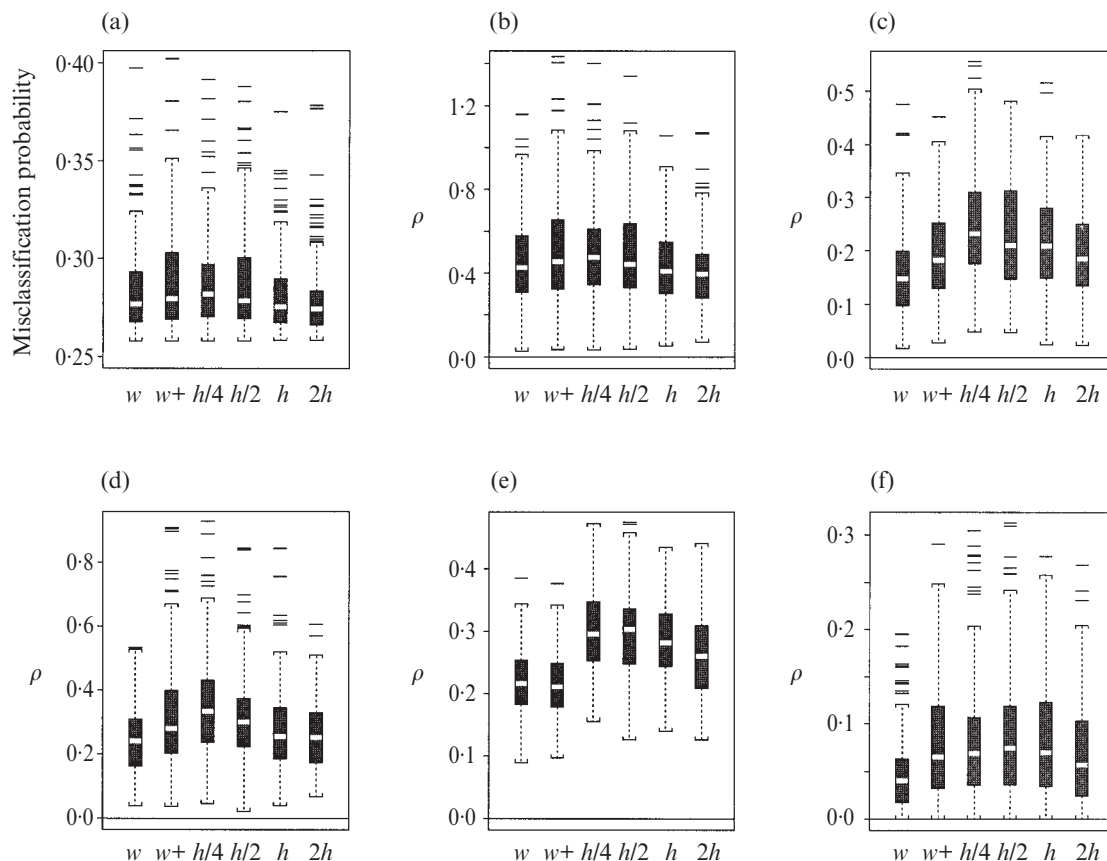 (a)
Misclassification probability
0·40
0·35
0·30
0·25
w w+ h/4 h/2 h 2h
(b)
ρ
1·2
0·8
0·4
0·0
w w+ h/4 h/2 h 2h
(c)
ρ
0·5
0·4
0·3
0·2
0·1
0·0
w w+ h/4 h/2 h 2h
(d)
ρ
0·8
0·6
0·4
0·2
0·0
w w+ h/4 h/2 h 2h
(e)
ρ
0·4
0·3
0·2
0·1
0·0
w w+ h/4 h/2 h 2h
(f)
ρ
0·3
0·2
0·1
0·0
w w+ h/4 h/2 h 2h